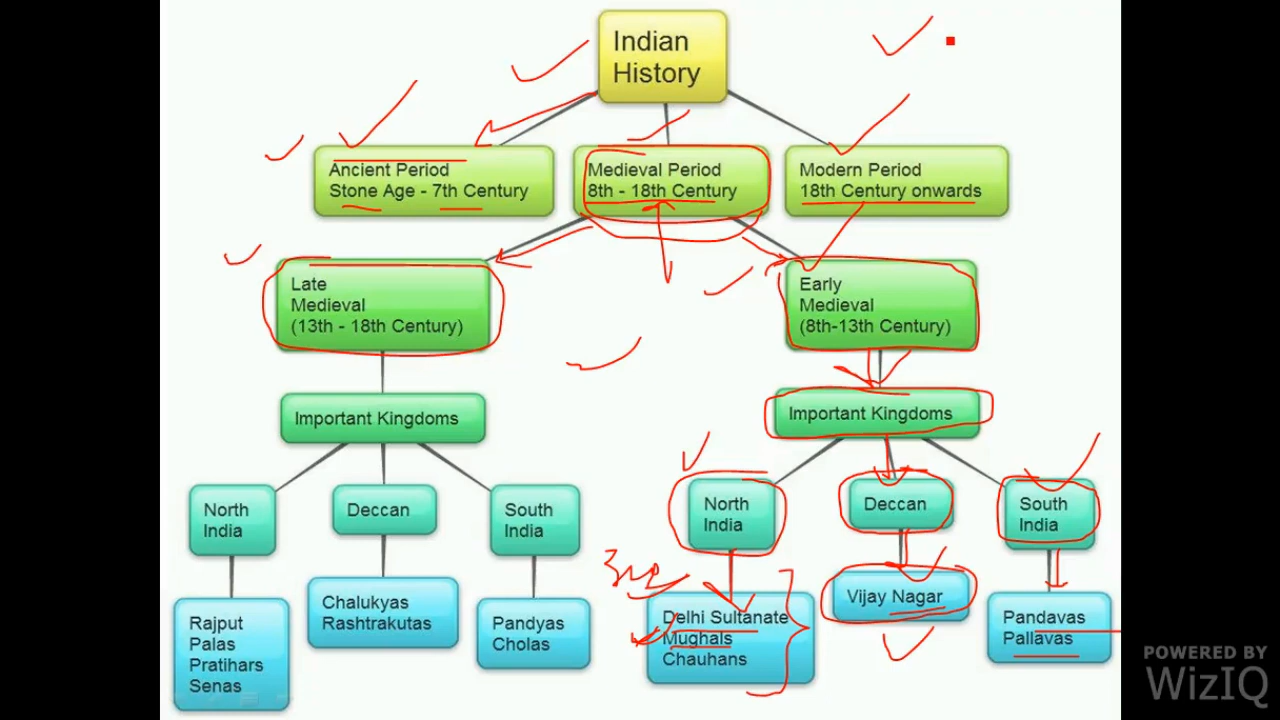 Indian
History
Ancient Period
Stone Age - 7th Century
Medieval Period
8th - 18th Century
Modern Period
18th Century onwards
Late
Medieval
(13th - 18th Century)
Early
Medieval
(8th-13th Century)
Important Kingdoms
Important Kingdoms
North
India
Deccan
South
India
North
India
Deccan
South
India
Rajput
Palas
Pratihars
Senas
Chalukyas
Rashtrakutas
Pandyas
Cholas
Delhi Sultanate
Mughals
Chauhans
Vijay Nagar
Pandavas
Pallavas
POWERED BY
WizIQ